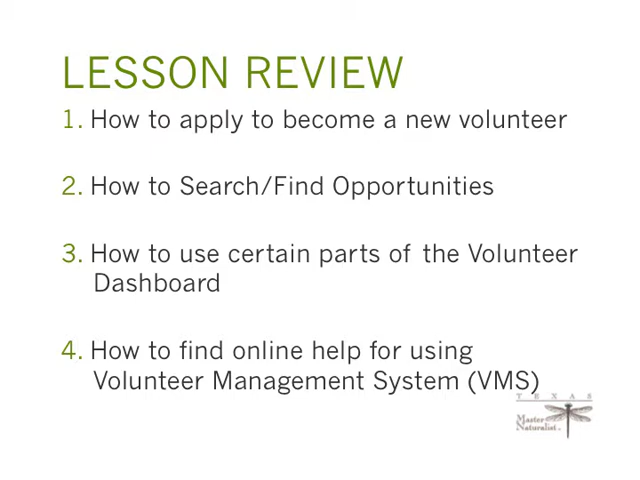 LESSON REVIEW
1. How to apply to become a new volunteer
2. How to Search/Find Opportunities
3. How to use certain parts of the Volunteer
Dashboard
4. How to find online help for using
Volunteer Management System (VMS)
TEXAS
Master
Naturalist